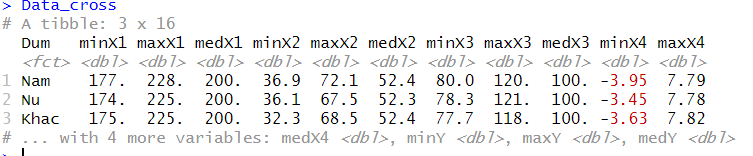 > Data_cross
# A tibble: 3 x 16
Dum minX1 maxX1 medX1 minX2 maxX2 medX2 minX3 maxX3 medX3 minX4 maxX4
<fct> <dbl> <dbl> <dbl> <dbl> <dbl> <dbl> <dbl> <dbl> <dbl> <dbl> <dbl>
1 Nam 177. 228. 200. 36.9 72.1 52.4 80.0 120. 100. -3.95 7.79
2 Nu 174. 225. 200. 36.1 67.5 52.3 78.3 121. 100. -3.45 7.78
3 Khac 175. 225. 200. 32.3 68.5 52.4 77.7 118. 100. -3.63 7.82
# ... with 4 more variables: medX4 <dbl>, minY <dbl>, maxY <dbl>, medY <dbl>